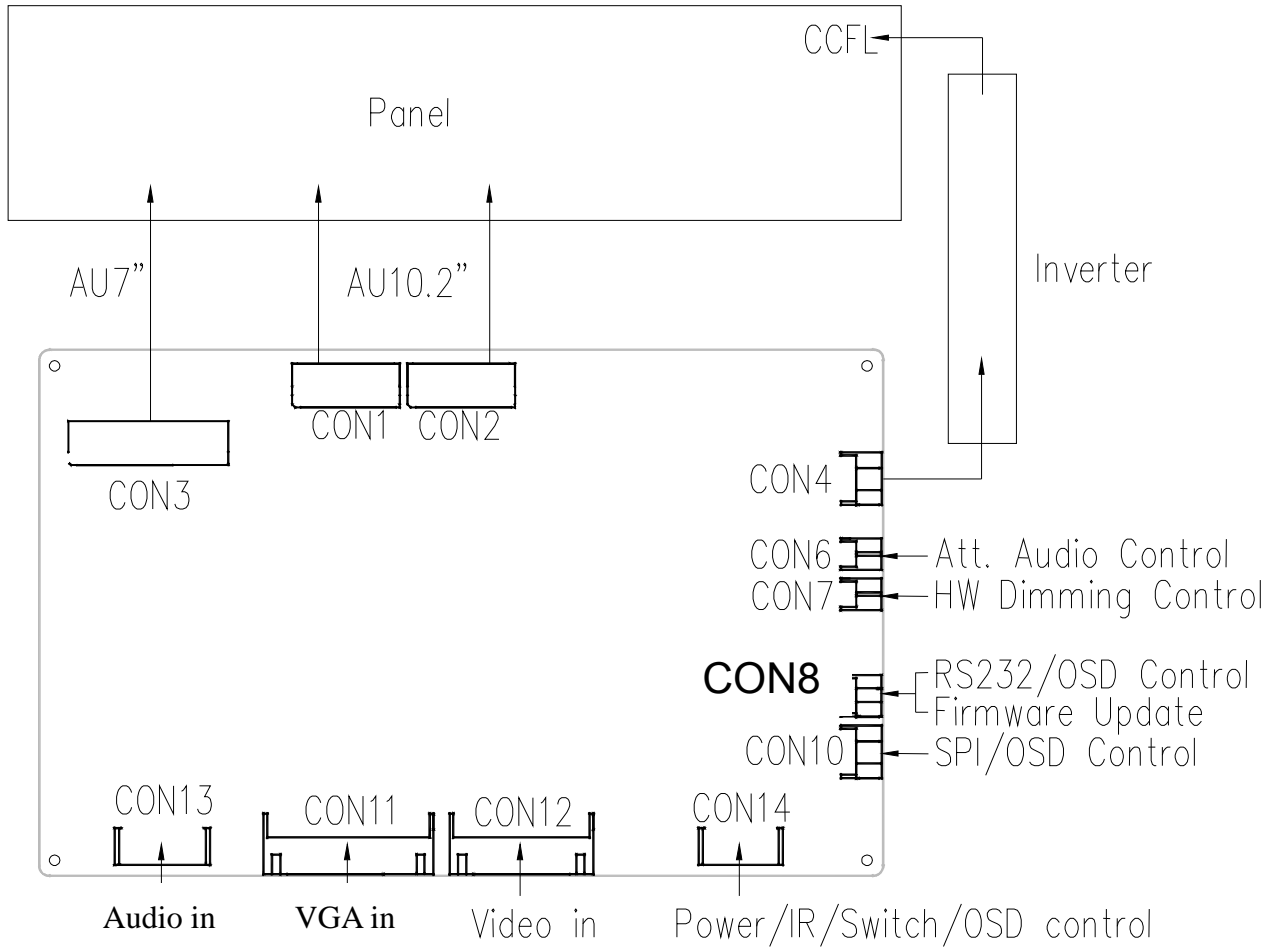 CCFL
Panel
AU7”
AU10.2”
Inverter
CON1
CON2
CON3
CON4
CON6
Att. Audio Control
CON7
HW Dimming Control
CON8
RS232/OSD Control
Firmware Update
CON10
SPI/OSD Control
CON13
CON11
CON12
CON14
Audio in
VGA in
Video in
Power/IR/Switch/OSD control